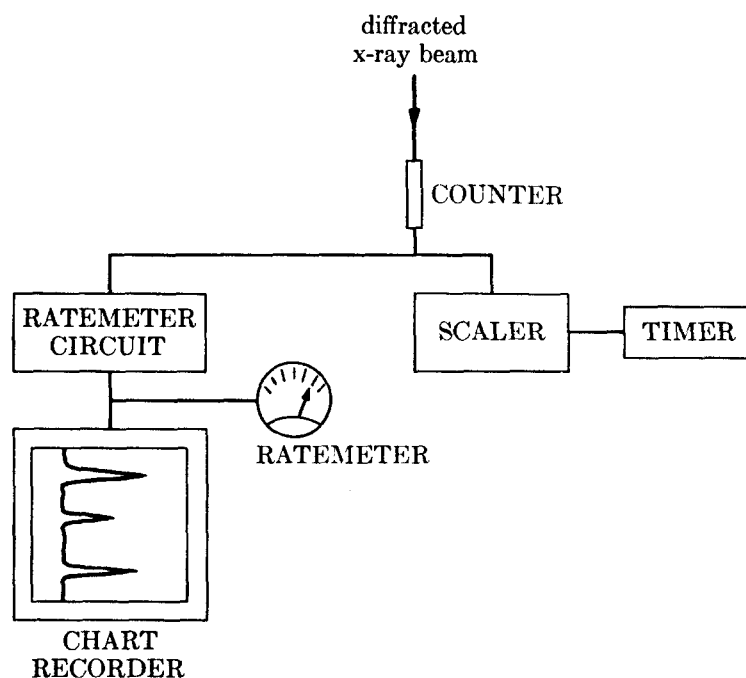 diffracted
x-ray beam
COUNTER
RATEMETER
CIRCUIT
SCALER
TIMER
RATEMETER
CHART
RECORDER